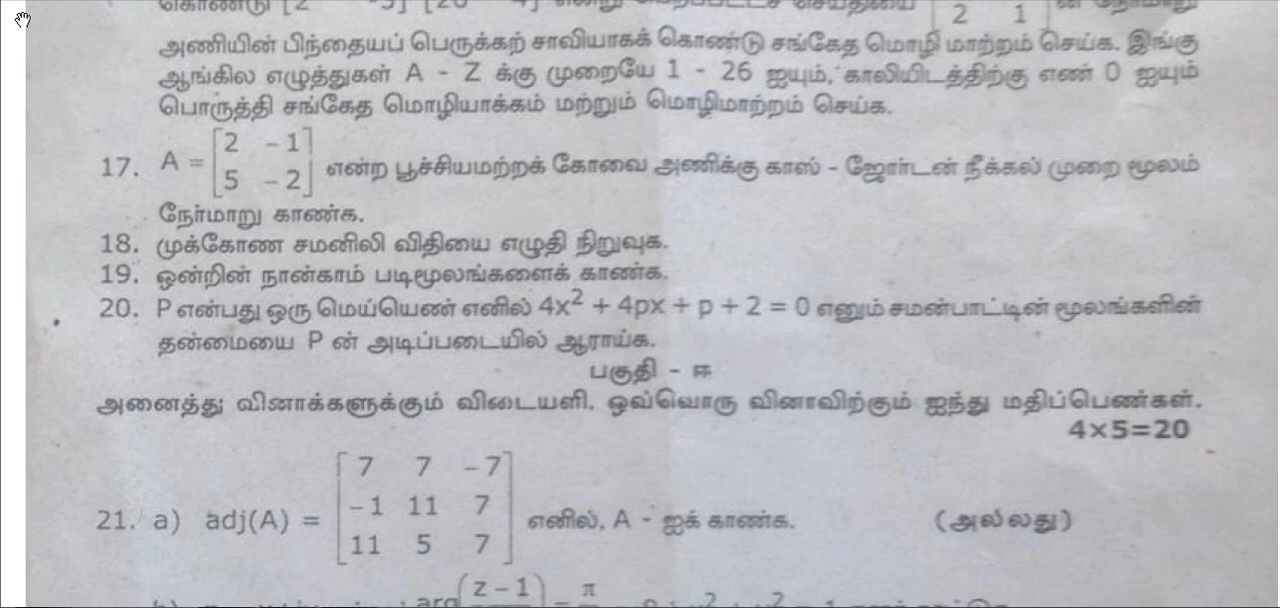 2 1
அணியின் பிந்தையப் பெருக்கற் சாவியாகக் கொண்டு சங்கேத மொழி மாற்றம் செய்க. இங்கு
ஆங்கில எழுத்துகள் A - Z க்கு முறையே 1 - 26 ஐயும், காலியிடத்திற்கு எண் 0 ஐயும்
பொருத்தி சங்கேத மொழியாக்கம் மற்றும் மொழிமாற்றம் செய்க.
17. A = [2 -1
5 -2] என்ற பூச்சியமற்றக் கோவை அணிக்கு காஸ் - ஜோர்டன் நீக்கல் முறை மூலம்
நேர்மாறு காண்க.
18. முக்கோண சமனிலி விதியை எழுதி நிறுவுக.
19. ஒன்றின் நான்காம் படிமூலங்களைக் காண்க.
20. P என்பது ஒரு மெய்யெண் எனில் 4x² + 4px + p + 2 = 0 எனும் சமன்பாட்டின் மூலங்களின்
தன்மையை P ன் அடிப்படையில் ஆராய்க.
பகுதி - ஈ
அனைத்து வினாக்களுக்கும் விடையளி. ஒவ்வொரு வினாவிற்கும் ஐந்து மதிப்பெண்கள்.
4×5=20
7 7 -7
-1 11 7
21. a) adj(A) = எனில், A - ஐக் காண்க. (அல்லது)
11 5 7
arg(z-1 = π